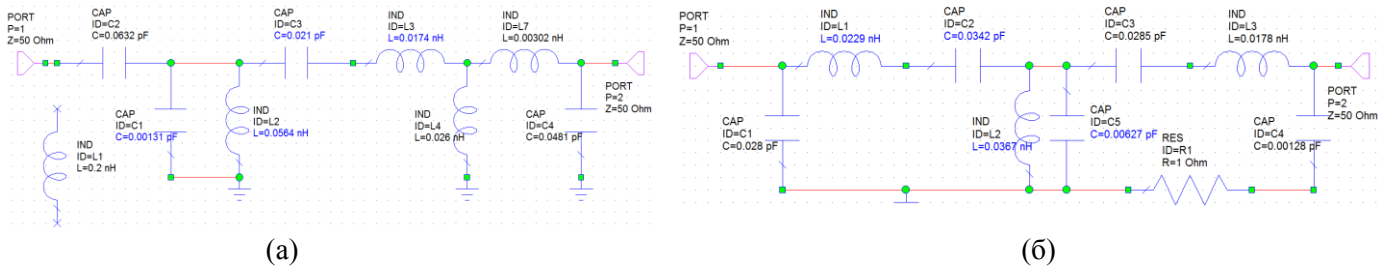 PORT
P=1
Z=50 Ohm
CAP
ID=C2
C=0.0632 pF
CAP
ID=C3
C=0.021 pF
IND
ID=L3
L=0.0174 nH
IND
ID=L7
L=0.00302 nH
PORT
P=2
Z=50 Ohm
CAP
ID=C1
C=0.00131 pF
IND
ID=L2
L=0.0564 nH
IND
ID=L4
L=0.026 nH
CAP
ID=C4
C=0.0481 pF
IND
ID=L1
L=0.2 nH
(а)
PORT
P=1
Z=50 Ohm
IND
ID=L1
L=0.0229 nH
CAP
ID=C2
C=0.0342 pF
CAP
ID=C3
C=0.0285 pF
IND
ID=L3
L=0.0178 nH
PORT
P=2
Z=50 Ohm
CAP
ID=C1
C=0.028 pF
IND
ID=L2
L=0.0367 nH
CAP
ID=C5
C=0.00627 pF
RES
ID=R1
R=1 Ohm
CAP
ID=C4
C=0.00128 pF
(б)